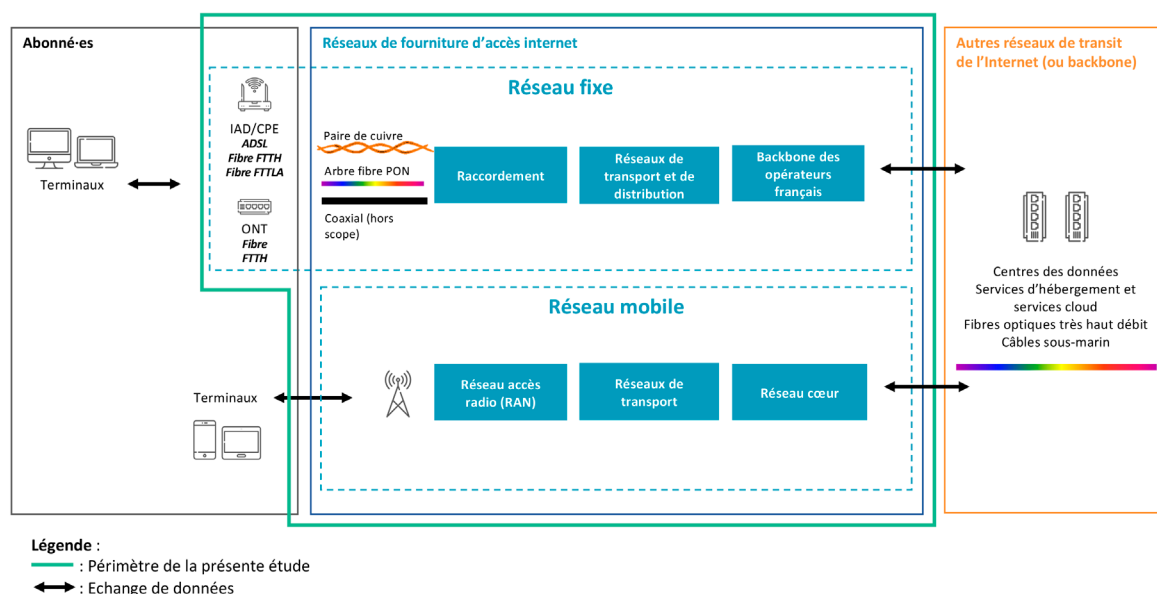 Abonné·es
Réseaux de fourniture d’accès internet
Autres réseaux de transit
de l’Internet (ou backbone)
Réseau fixe
IAD/CPE
ADSL
Fibre FTTH
Fibre FTTLA
ONT
Fibre
FTTH
Terminaux
Paire de cuivre
Arbre fibre PON
Coaxial (hors
scope)
Raccordement
Réseaux de
transport et de
distribution
Backbone des
opérateurs
français
Centres des données
Services d’hébergement et
services cloud
Fibres optiques très haut débit
Câbles sous-marin
Réseau mobile
Terminaux
Réseau accès
radio (RAN)
Réseaux de
transport
Réseau cœur
Légende :
: Périmètre de la présente étude
: Echange de données